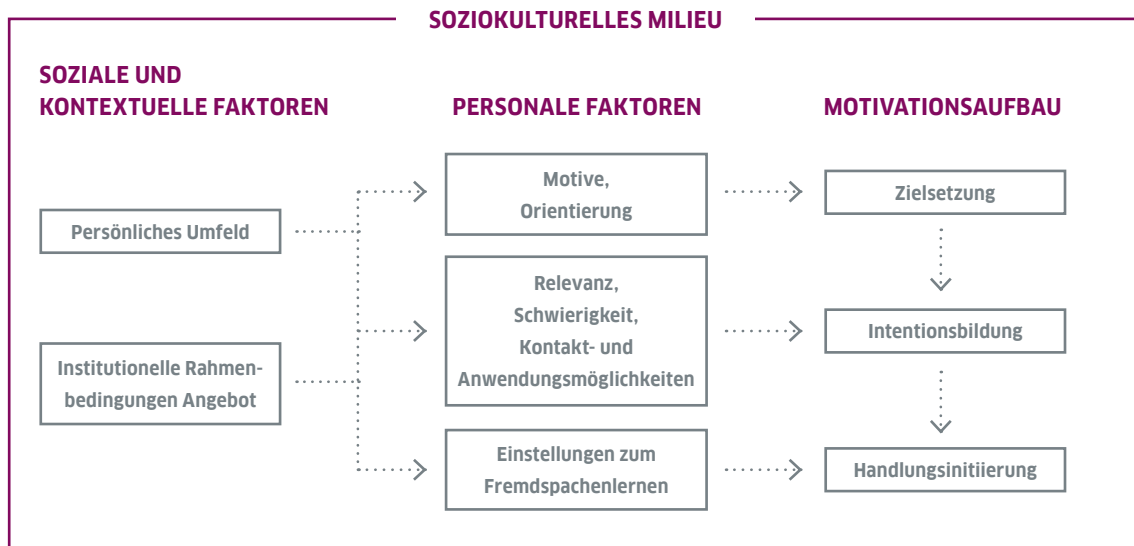 SOZIOKULTURELLES MILIEU
SOZIALE UND
KONTEXTUELLE FAKTOREN
PERSONALE FAKTOREN
MOTIVATIONSAUFBAU
Persönliches Umfeld
Institutionelle Rahmen-
bedingungen Angebot
Motive,
Orientierung
Relevanz,
Schwierigkeit,
Kontakt- und
Anwendungsmöglichkeiten
Einstellungen zum
Fremdspachenlernen
Zielsetzung
Intentionsbildung
Handlungsinitiierung